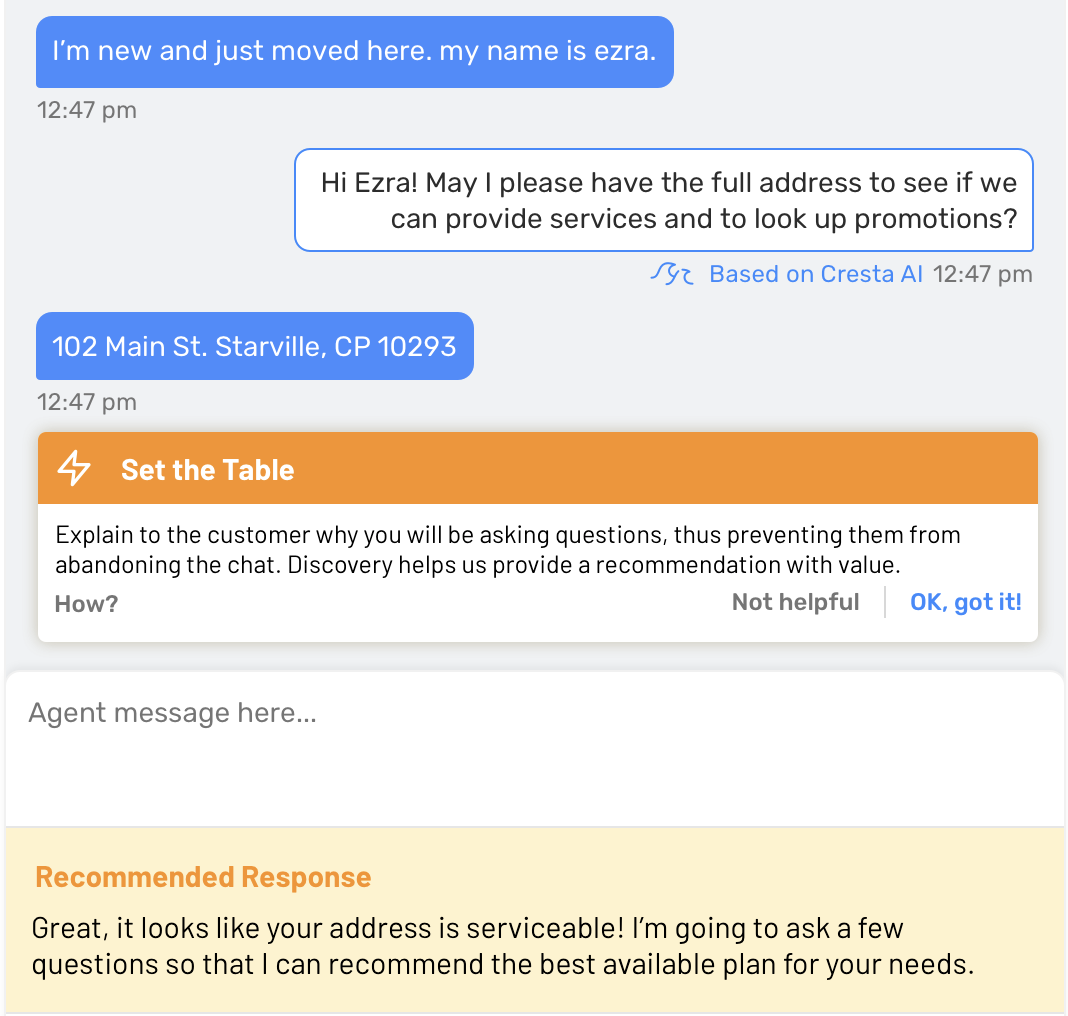 I'm new and just moved here. my name is ezra.
12:47 pm
Hi Ezra! May I please have the full address to see if we
can provide services and to look up promotions?
Based on Cresta AI 12:47 pm
102 Main St. Starville, CP 10293
12:47 pm
Set the Table
Explain to the customer why you will be asking questions, thus preventing them from
abandoning the chat. Discovery helps us provide a recommendation with value.
How? Not helpful OK, got it!
Agent message here...
Recommended Response
Great, it looks like your address is serviceable! I'm going to ask a few
questions so that I can recommend the best available plan for your needs.